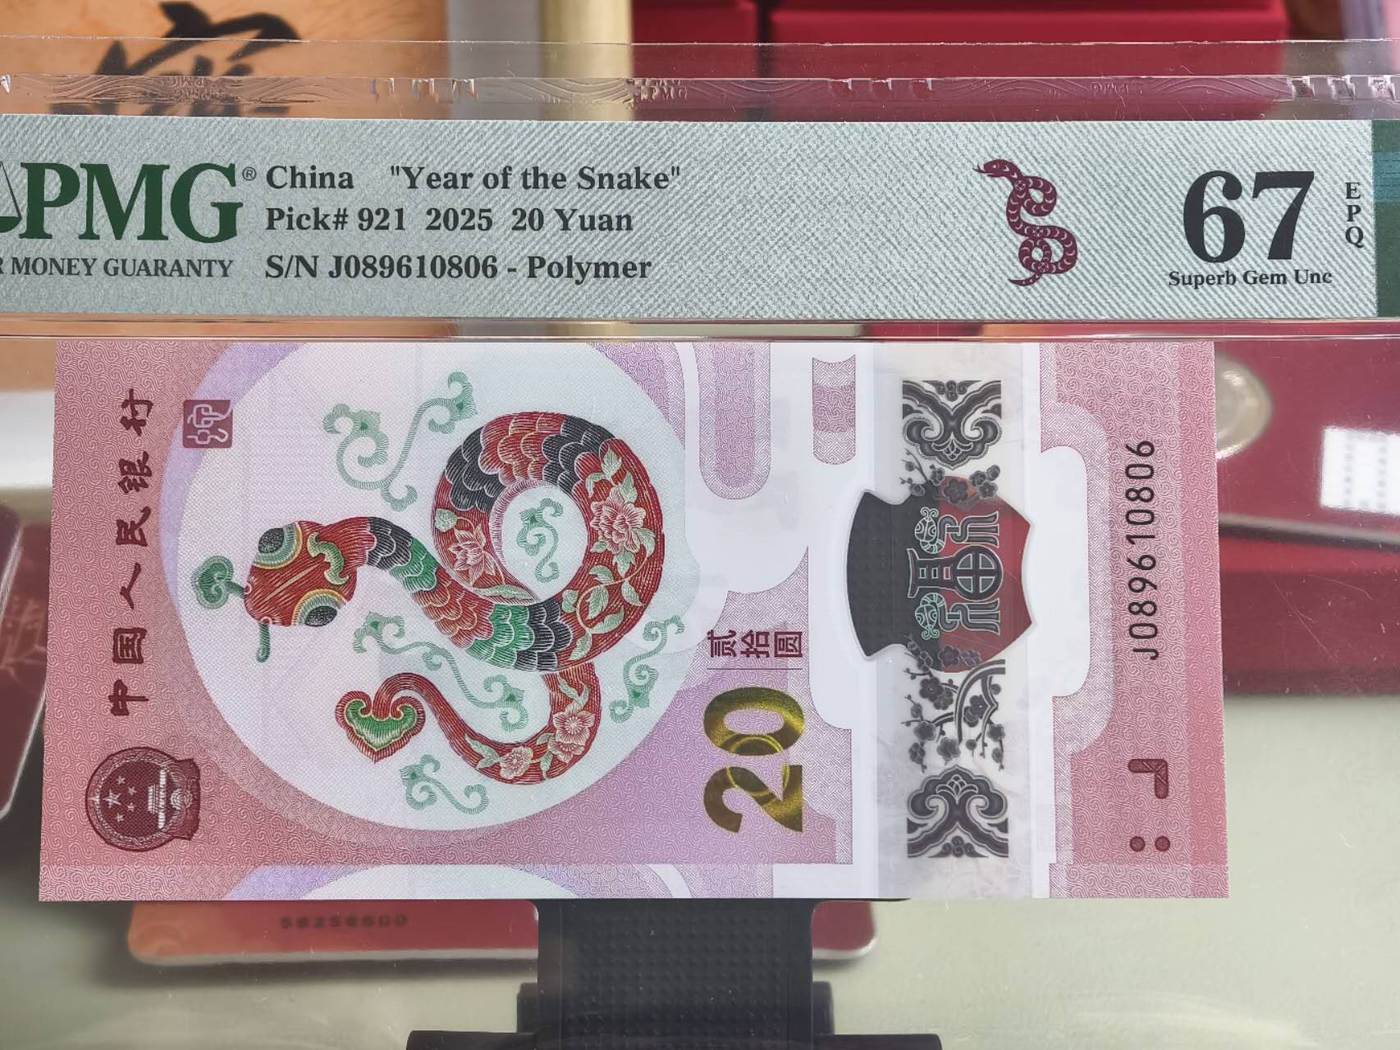 PMG®
MONEY GUARANTY
China "Year of the Snake"
Pick# 921 2025 20 Yuan
S/N J089610806 - Polymer
67
EPQ
Superb Gem Unc
中国人民银行
贰拾圆
20
福
J089610806